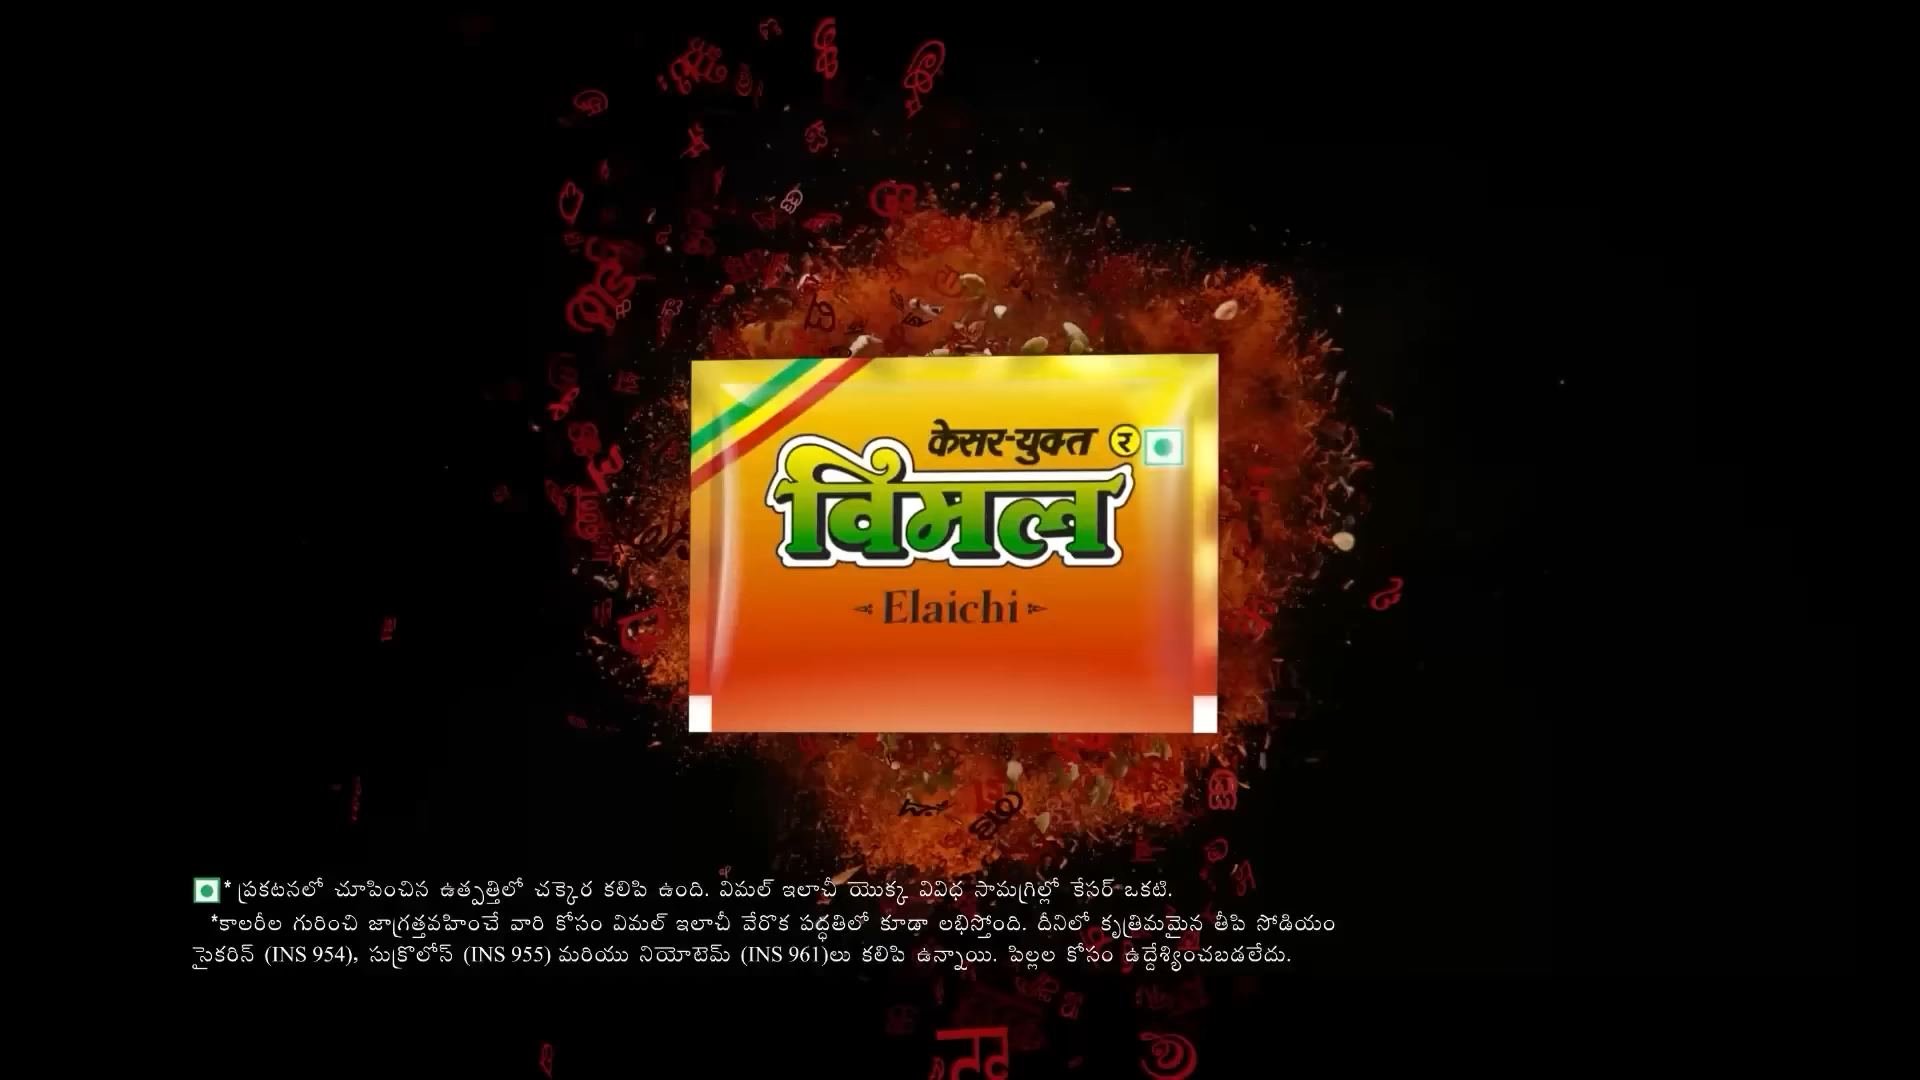 केसर-युक्त र
विमल
Elaichi
* ప్రకటనలో చూపించిన ఉత్పత్తిలో చక్కెర కలిపి ఉంది. విమల్ ఇలాచీ యొక్క వివిధ సామగ్రిల్లో కేసర్ ఒకటి.
*కాలరీల గురించి జాగ్రత్తవహించే వారి కోసం విమల్ ఇలాచీ వేరొక పద్ధతిలో కూడా లభిస్తోంది. దీనిలో కృత్రిమమైన తీపి సోడియం
సైకరిన్ (INS 954), సుక్రొలోస్ (INS 955) మరియు నియోటెమ్ (INS 961)లు కలిపి ఉన్నాయి. పిల్లల కోసం ఉద్దేశ్యించబడలేదు.